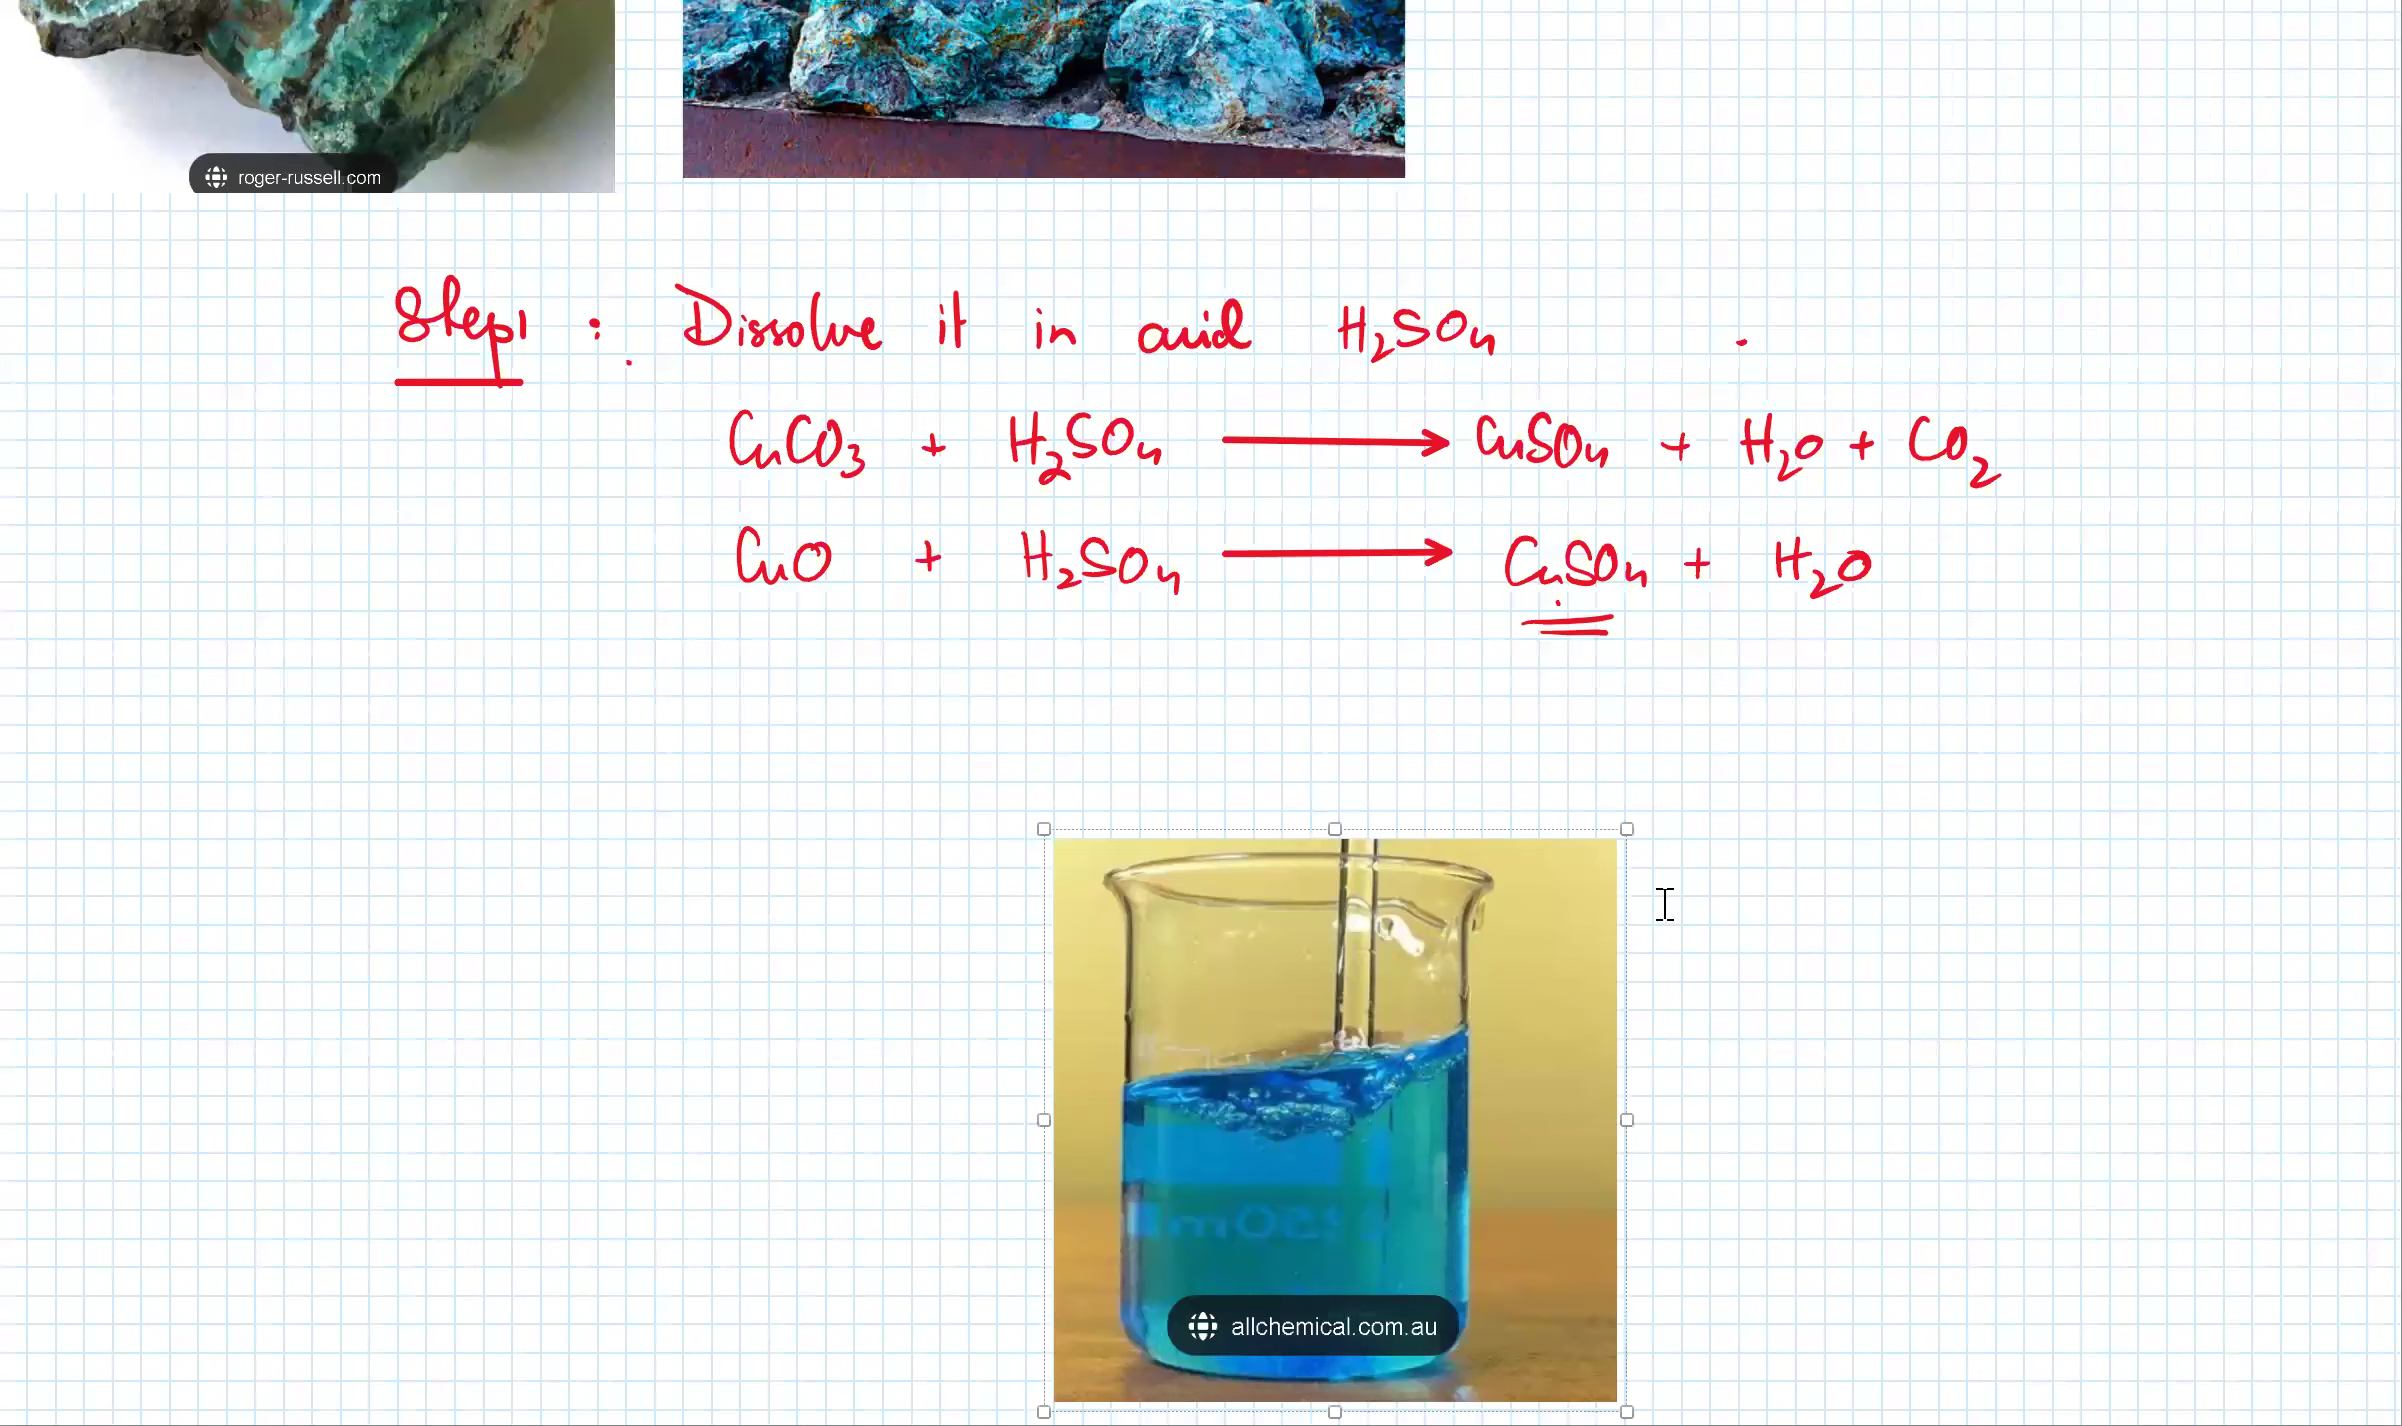 roger-russell.com
Step1 : Dissolve it in acid H₂SO₄
CuCO₃ + H₂SO₄ ⟶ CuSO₄ + H₂O + CO₂
CuO + H₂SO₄ ⟶ CuSO₄ + H₂O
allchemical.com.au